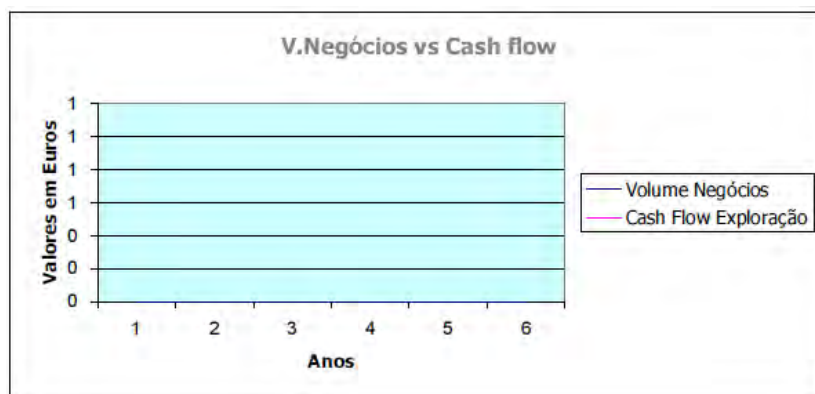 V.Negócios vs Cash flow
Valores em Euros
1
1
1
1
0
0
0
1 2 3 4 5 6
Anos
Volume Negócios
Cash Flow Exploração